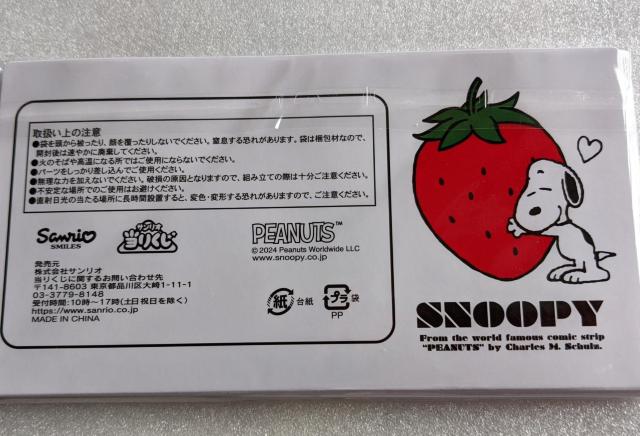 取扱い上の注意
●袋を頭から被ったり、顔を覆ったりしないでください。窒息する恐れがあります。袋は梱包材なので、
開封後は速やかに廃棄してください。
●火のそばや高温になる所ではご使用にならないでください。
●パーツをしっかり差し込んでご使用ください。
●無理な力を加えないでください。破損の原因となりますので、組み立ての際は十分ご注意ください。
●不安定な場所でのご使用はお避けください。
●直射日光の当たる場所に長時間設置すると、変色・変形する恐れがありますので、ご注意ください。
Sanrio
SMILES
サンリオ
当りくじ
PEANUTS™
© 2024 Peanuts Worldwide LLC
www.snoopy.co.jp
発売元
株式会社サンリオ
当りくじに関するお問い合わせ先
〒141-8603 東京都品川区大崎1-11-1
03-3779-8148
受付時間:10時~17時(土日祝日を除く)
https://www.sanrio.co.jp
MADE IN CHINA
紙 台紙
プラ 袋
PP
SNOOPY
From the world famous comic strip
"PEANUTS" by Charles M. Schulz.